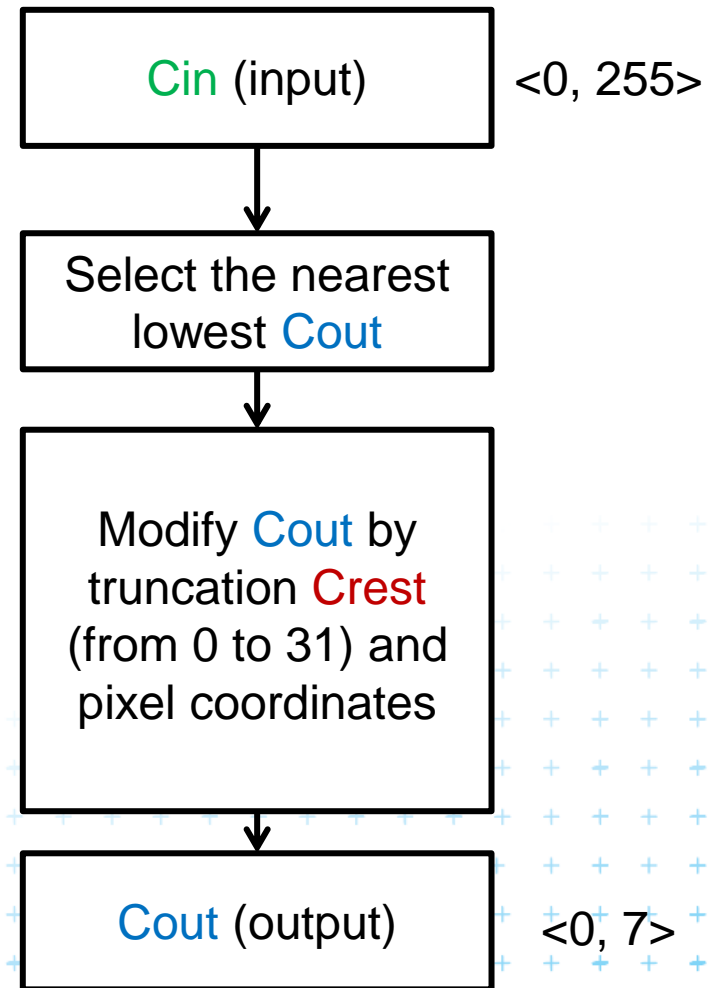 Cin (input)
<0, 255>
Select the nearest
lowest Cout
Modify Cout by
truncation Crest
(from 0 to 31) and
pixel coordinates
Cout (output)
<0, 7>